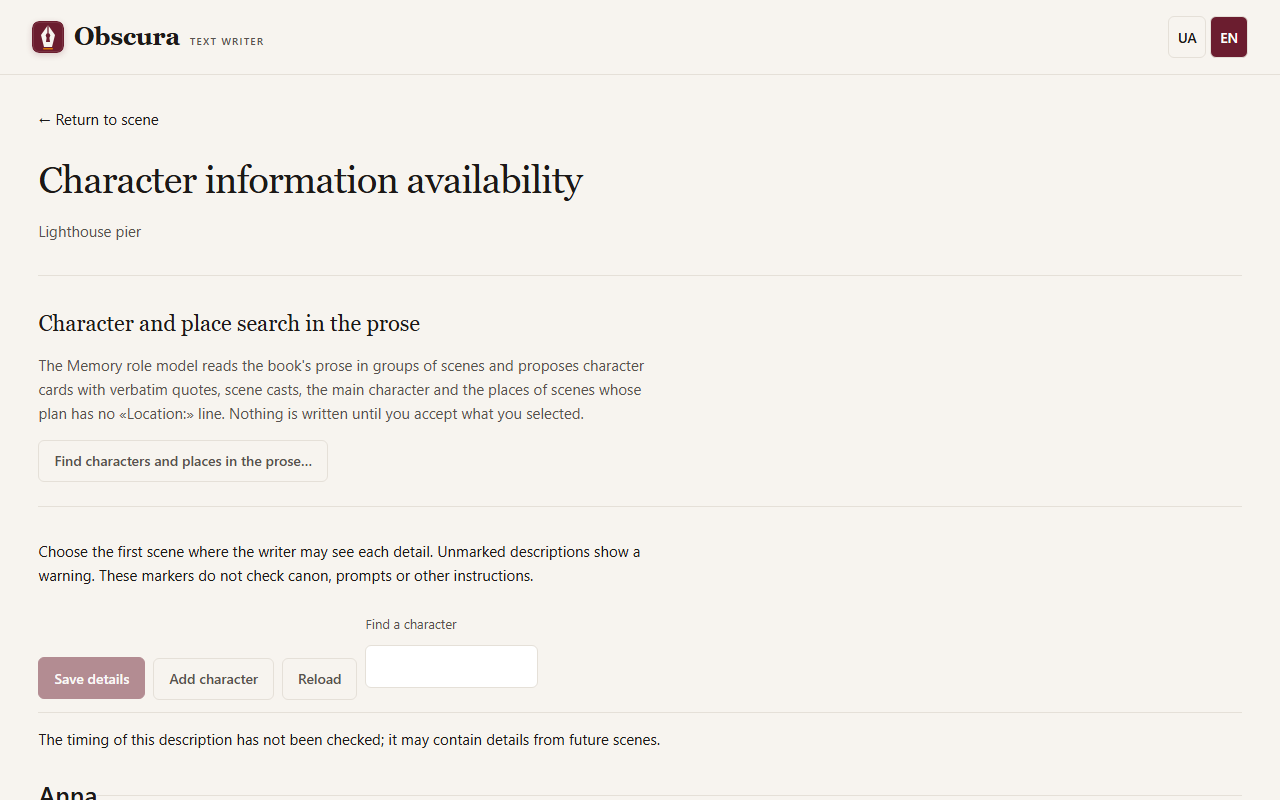 Obscura TEXT WRITER
UA EN
← Return to scene
Character information availability
Lighthouse pier
Character and place search in the prose
The Memory role model reads the book's prose in groups of scenes and proposes character
cards with verbatim quotes, scene casts, the main character and the places of scenes whose
plan has no «Location:» line. Nothing is written until you accept what you selected.
Find characters and places in the prose...
Choose the first scene where the writer may see each detail. Unmarked descriptions show a
warning. These markers do not check canon, prompts or other instructions.
Find a character
Save details Add character Reload
The timing of this description has not been checked; it may contain details from future scenes.
Anna